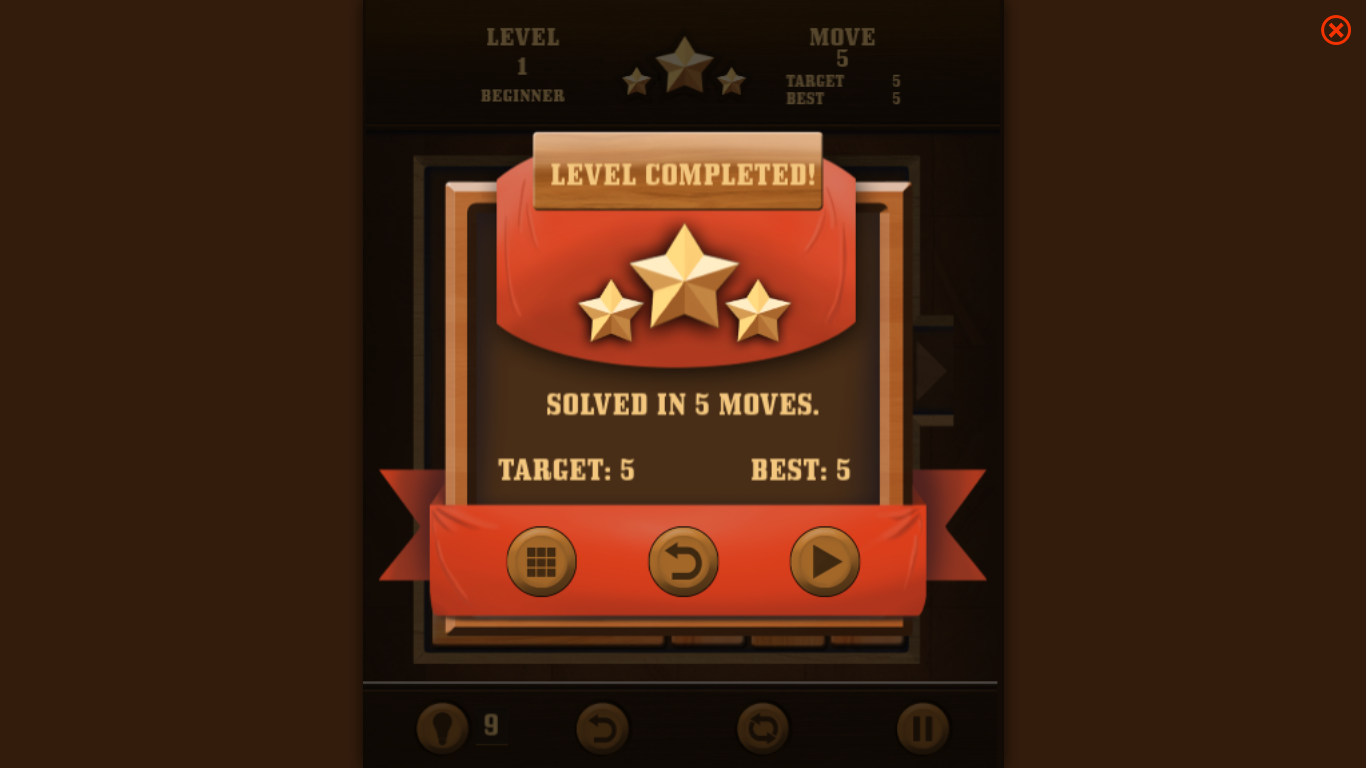 LEVEL
1
BEGINNER
MOVE
5
TARGET 5
BEST 5
LEVEL COMPLETED!
SOLVED IN 5 MOVES.
TARGET: 5 BEST: 5
9